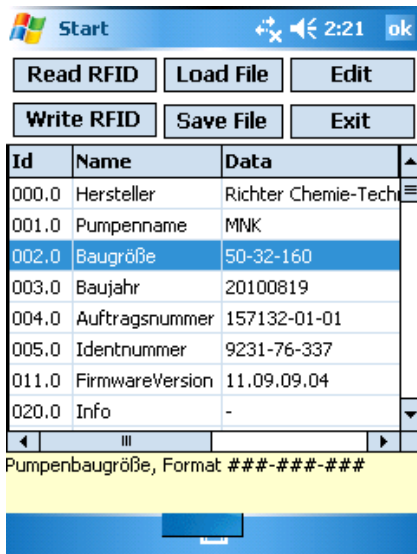 Start 2:21 ok
Read RFID Load File Edit
Write RFID Save File Exit
Id Name Data
000.0 Hersteller Richter Chemie-Techn
001.0 Pumpenname MNK
002.0 Baugröße 50-32-160
003.0 Baujahr 20100819
004.0 Auftragsnummer 157132-01-01
005.0 Identnummer 9231-76-337
011.0 FirmwareVersion 11.09.09.04
020.0 Info -
Pumpenbaugröße, Format ###-###-###